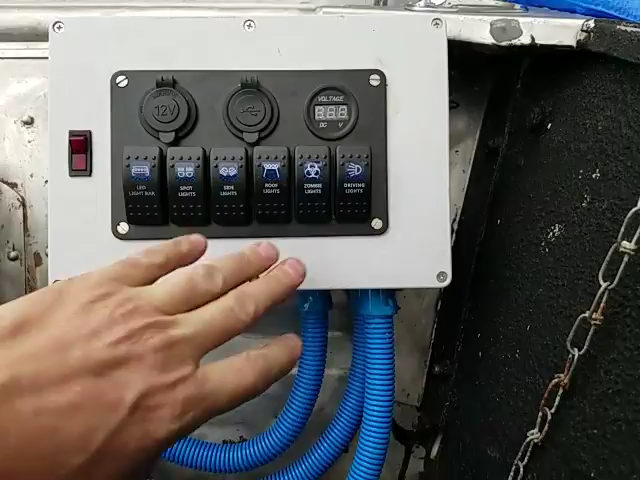 12V
VOLTAGE
DC V
LED
LIGHT BAR
SPOT
LIGHTS
SIDE
LIGHTS
ROOF
LIGHTS
ZOMBIE
LIGHTS
DRIVING
LIGHTS